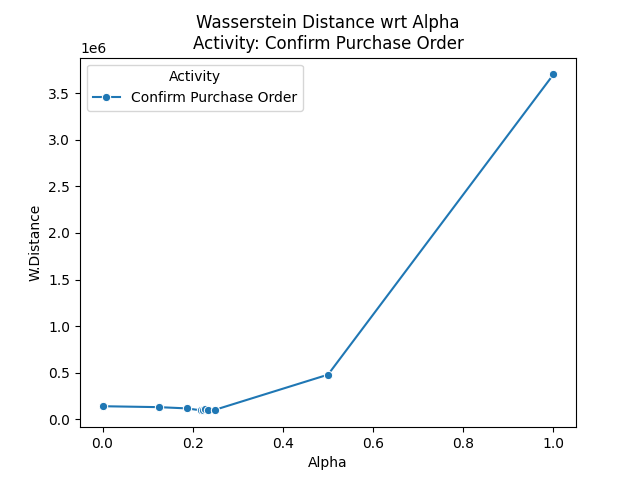 Wasserstein Distance wrt Alpha
Activity: Confirm Purchase Order
1e6
Activity
Confirm Purchase Order
3.5
3.0
2.5
2.0
1.5
1.0
0.5
0.0
W.Distance
0.0 0.2 0.4 0.6 0.8 1.0
Alpha